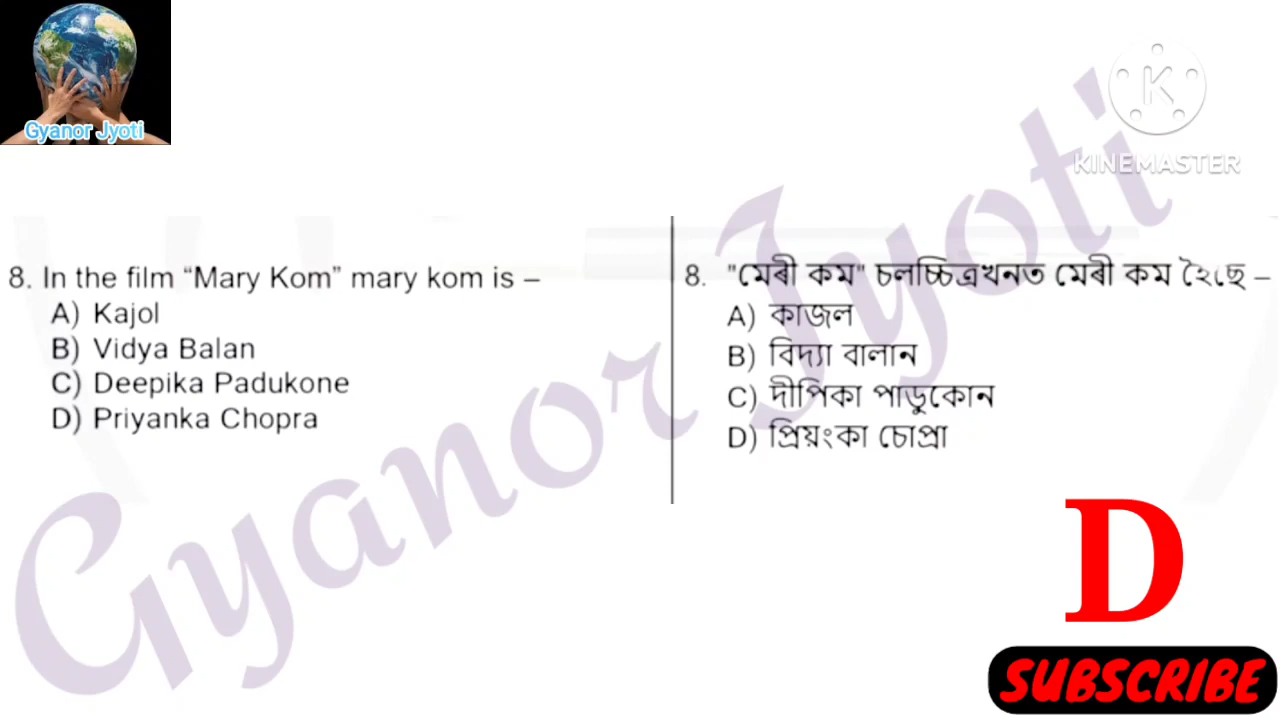 Gyanor Jyoti
KINEMASTER
8. In the film “Mary Kom” mary kom is –
A) Kajol
B) Vidya Balan
C) Deepika Padukone
D) Priyanka Chopra
8. "মেৰী কম" চলচ্চিত্ৰখনত মেৰী কম হৈছে –
A) কাজল
B) বিদ্যা বালান
C) দীপিকা পাডুকোন
D) প্ৰিয়ংকা চোপ্ৰা
Gyanor Jyoti
D
SUBSCRIBE